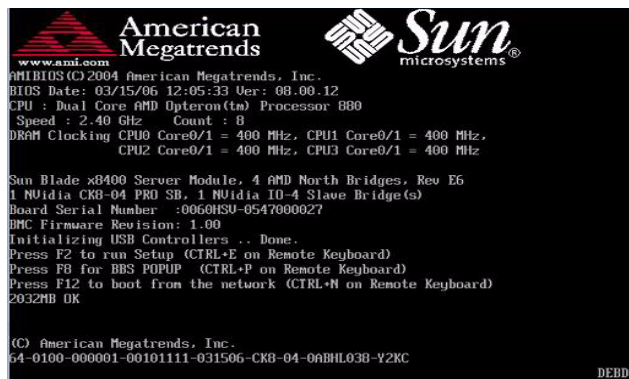 American
Megatrends
www.ami.com
Sun®
microsystems
AMIBIOS(C)2004 American Megatrends, Inc.
BIOS Date: 03/15/06 12:05:33 Ver: 08.00.12
CPU : Dual Core AMD Opteron(tm) Processor 880
Speed : 2.40 GHz    Count : 8
DRAM Clocking CPU0 Core0/1 = 400 MHz, CPU1 Core0/1 = 400 MHz,
CPU2 Core0/1 = 400 MHz, CPU3 Core0/1 = 400 MHz
Sun Blade x8400 Server Module, 4 AMD North Bridges, Rev E6
1 NVidia CK8-04 PRO SB, 1 NVidia IO-4 Slave Bridge(s)
Board Serial Number  :0060HSV-0547000027
BMC Firmware Revision: 1.00
Initializing USB Controllers .. Done.
Press F2 to run Setup (CTRL+E on Remote Keyboard)
Press F8 for BBS POPUP  (CTRL+P on Remote Keyboard)
Press F12 to boot from the network (CTRL+N on Remote Keyboard)
2032MB OK
(C) American Megatrends, Inc.
64-0100-000001-00101111-031506-CK8-04-0ABHL038-Y2KC
DEBD